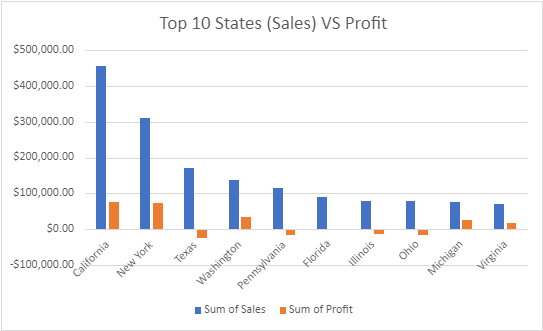 Top 10 States (Sales) VS Profit
$500,000.00
$400,000.00
$300,000.00
$200,000.00
$100,000.00
$0.00
-$100,000.00
California
New York
Texas
Washington
Pennsylvania
Florida
Illinois
Ohio
Michigan
Virginia
Sum of Sales
Sum of Profit